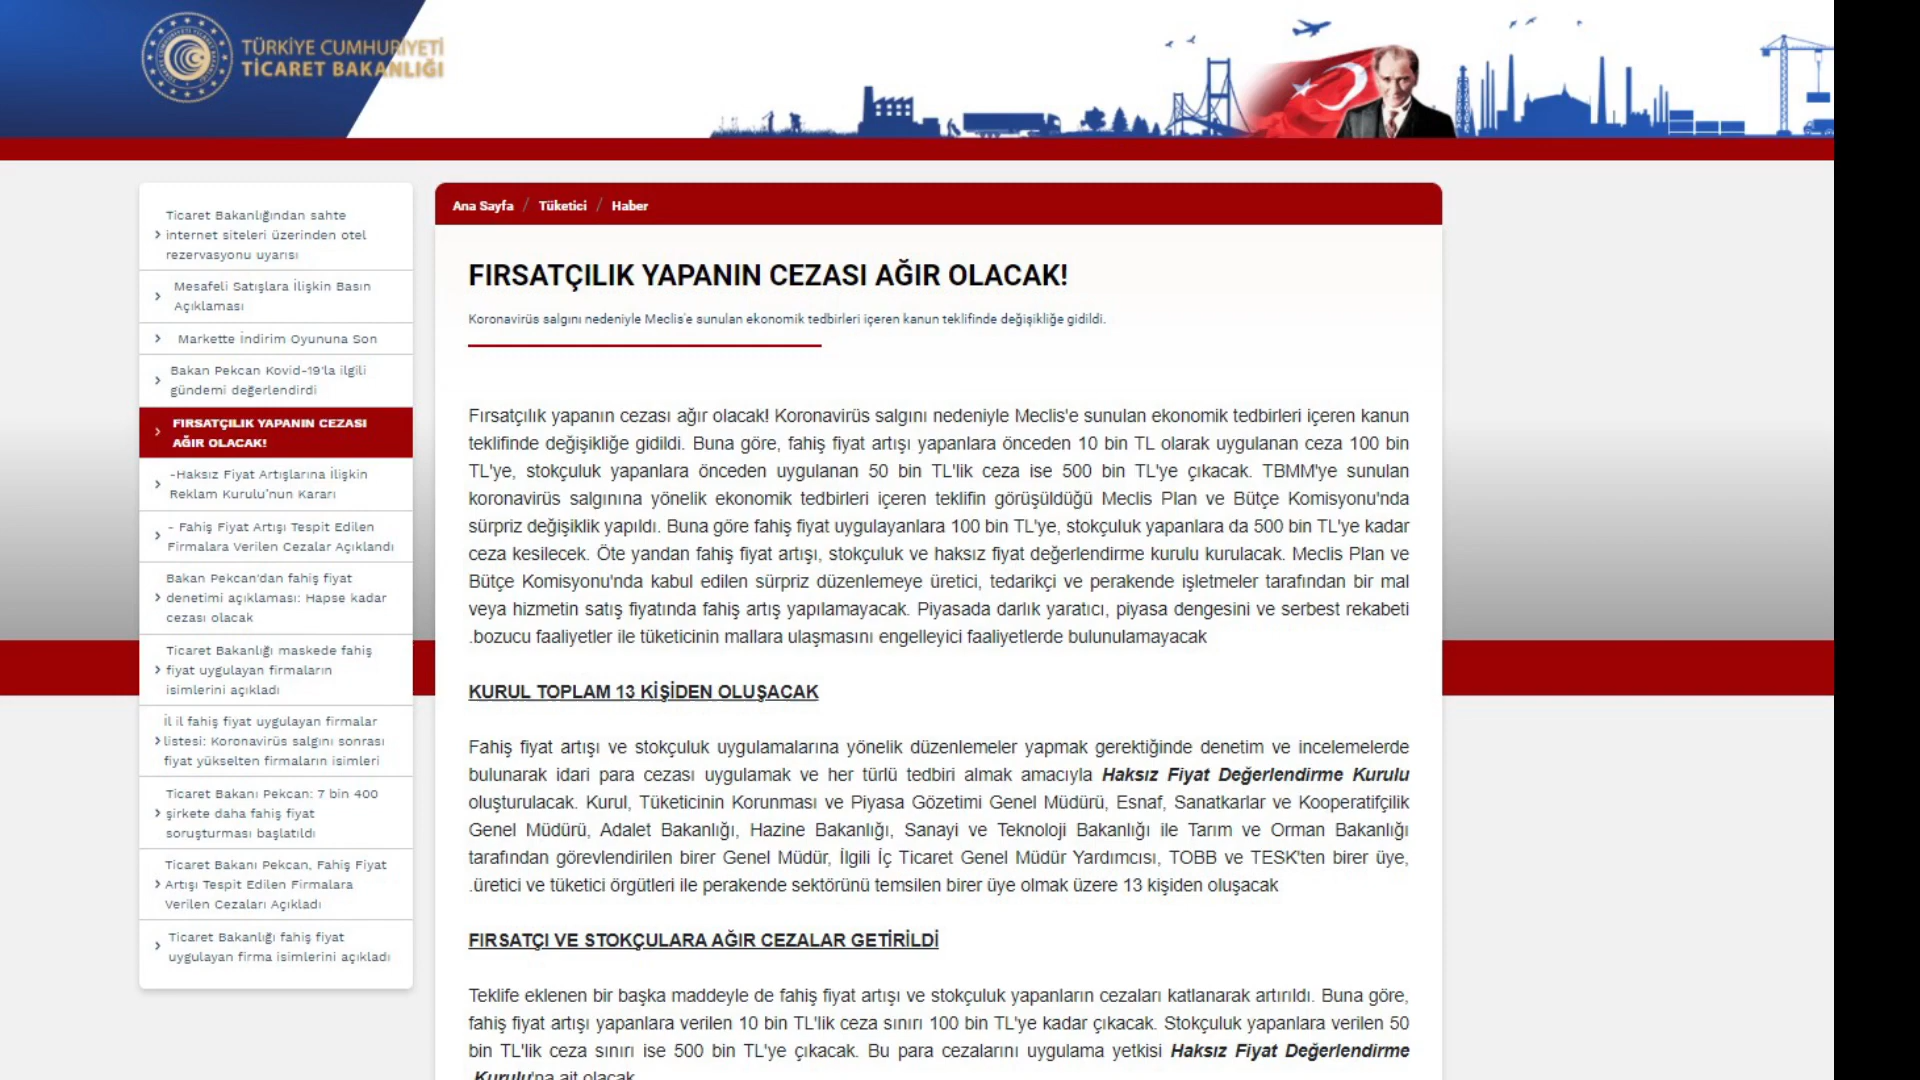 TÜRKİYE CUMHURİYETİ
TİCARET BAKANLIĞI
Ticaret Bakanlığından sahte
internet siteleri üzerinden otel
rezervasyonu uyarısı
Mesafeli Satışlara İlişkin Basın
Açıklaması
Markette İndirim Oyununa Son
Bakan Pekcan Kovid-19'la ilgili
gündemi değerlendirdi
FIRSATÇILIK YAPANIN CEZASI
AĞIR OLACAK!
-Haksız Fiyat Artışlarına İlişkin
Reklam Kurulu'nun Kararı
- Fahiş Fiyat Artışı Tespit Edilen
Firmalara Verilen Cezalar Açıklandı
Bakan Pekcan'dan fahiş fiyat
denetimi açıklaması: Hapse kadar
cezası olacak
Ticaret Bakanlığı maskede fahiş
fiyat uygulayan firmaların
isimlerini açıkladı
İl il fahiş fiyat uygulayan firmalar
listesi: Koronavirüs salgını sonrası
fiyat yükselten firmaların isimleri
Ticaret Bakanı Pekcan: 7 bin 400
şirkete daha fahiş fiyat
soruşturması başlatıldı
Ticaret Bakanı Pekcan, Fahiş Fiyat
Artışı Tespit Edilen Firmalara
Verilen Cezaları Açıkladı
Ticaret Bakanlığı fahiş fiyat
uygulayan firma isimlerini açıkladı
Ana Sayfa / Tüketici / Haber
FIRSATÇILIK YAPANIN CEZASI AĞIR OLACAK!
Koronavirüs salgını nedeniyle Meclis'e sunulan ekonomik tedbirleri içeren kanun teklifinde değişikliğe gidildi.
Fırsatçılık yapanın cezası ağır olacak! Koronavirüs salgını nedeniyle Meclis'e sunulan ekonomik tedbirleri içeren kanun
teklifinde değişikliğe gidildi. Buna göre, fahiş fiyat artışı yapanlara önceden 10 bin TL olarak uygulanan ceza 100 bin
TL'ye, stokçuluk yapanlara önceden uygulanan 50 bin TL'lik ceza ise 500 bin TL'ye çıkacak. TBMM'ye sunulan
koronavirüs salgınına yönelik ekonomik tedbirleri içeren teklifin görüşüldüğü Meclis Plan ve Bütçe Komisyonu'nda
sürpriz değişiklik yapıldı. Buna göre fahiş fiyat uygulayanlara 100 bin TL'ye, stokçuluk yapanlara da 500 bin TL'ye kadar
ceza kesilecek. Öte yandan fahiş fiyat artışı, stokçuluk ve haksız fiyat değerlendirme kurulu kurulacak. Meclis Plan ve
Bütçe Komisyonu'nda kabul edilen sürpriz düzenlemeye üretici, tedarikçi ve perakende işletmeler tarafından bir mal
veya hizmetin satış fiyatında fahiş artış yapılamayacak. Piyasada darlık yaratıcı, piyasa dengesini ve serbest rekabeti
.bozucu faaliyetler ile tüketicinin mallara ulaşmasını engelleyici faaliyetlerde bulunulamayacak
KURUL TOPLAM 13 KİŞİDEN OLUŞACAK
Fahiş fiyat artışı ve stokçuluk uygulamalarına yönelik düzenlemeler yapmak gerektiğinde denetim ve incelemelerde
bulunarak idari para cezası uygulamak ve her türlü tedbiri almak amacıyla Haksız Fiyat Değerlendirme Kurulu
oluşturulacak. Kurul, Tüketicinin Korunması ve Piyasa Gözetimi Genel Müdürü, Esnaf, Sanatkarlar ve Kooperatifçilik
Genel Müdürü, Adalet Bakanlığı, Hazine Bakanlığı, Sanayi ve Teknoloji Bakanlığı ile Tarım ve Orman Bakanlığı
tarafından görevlendirilen birer Genel Müdür, İlgili İç Ticaret Genel Müdür Yardımcısı, TOBB ve TESK'ten birer üye,
.üretici ve tüketici örgütleri ile perakende sektörünü temsilen birer üye olmak üzere 13 kişiden oluşacak
FIRSATÇI VE STOKÇULARA AĞIR CEZALAR GETİRİLDİ
Teklife eklenen bir başka maddeyle de fahiş fiyat artışı ve stokçuluk yapanların cezaları katlanarak artırıldı. Buna göre,
fahiş fiyat artışı yapanlara verilen 10 bin TL'lik ceza sınırı 100 bin TL'ye kadar çıkacak. Stokçuluk yapanlara verilen 50
bin TL'lik ceza sınırı ise 500 bin TL'ye çıkacak. Bu para cezalarını uygulama yetkisi Haksız Fiyat Değerlendirme
.Kurulu'na ait olacak